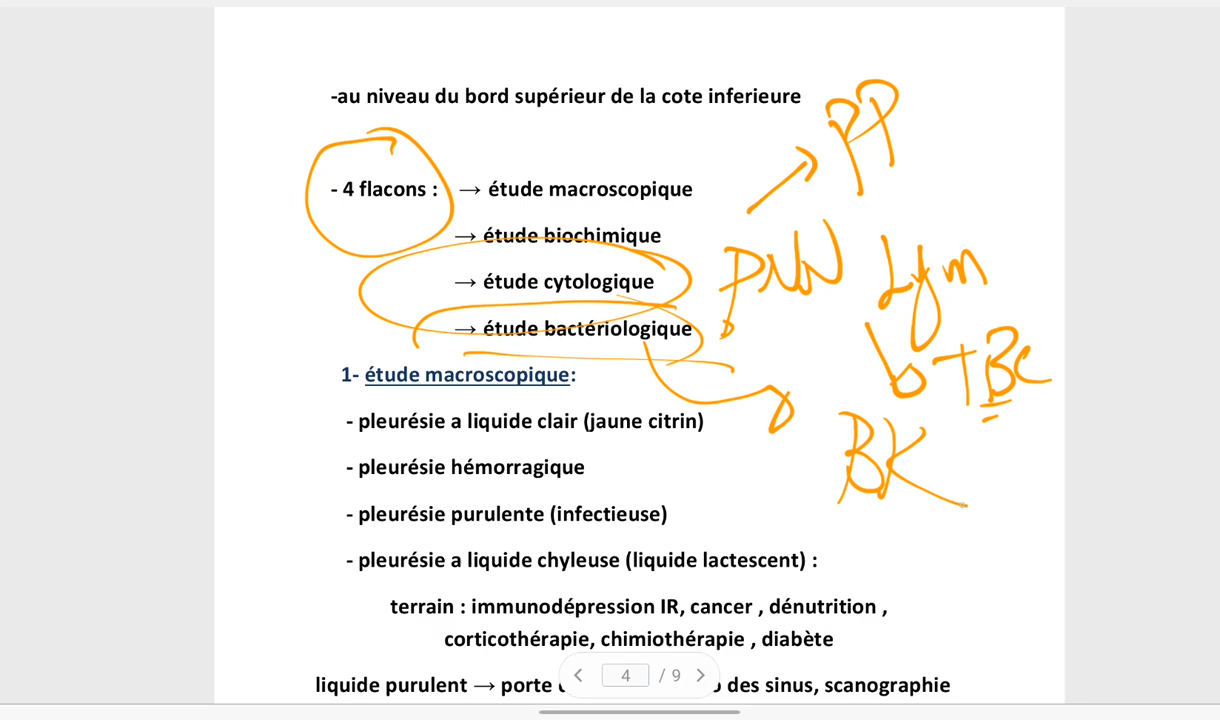 -au niveau du bord supérieur de la cote inferieure
PP
- 4 flacons : → étude macroscopique
→ étude biochimique
PNN Lym
→ étude cytologique
→ étude bactériologique
TBC
1- étude macroscopique:
- pleurésie a liquide clair (jaune citrin)
BK
- pleurésie hémorragique
- pleurésie purulente (infectieuse)
- pleurésie a liquide chyleuse (liquide lactescent) :
terrain : immunodépression IR, cancer , dénutrition ,
corticothérapie, chimiothérapie , diabète
liquide purulent → porte des sinus, scanographie
4 / 9